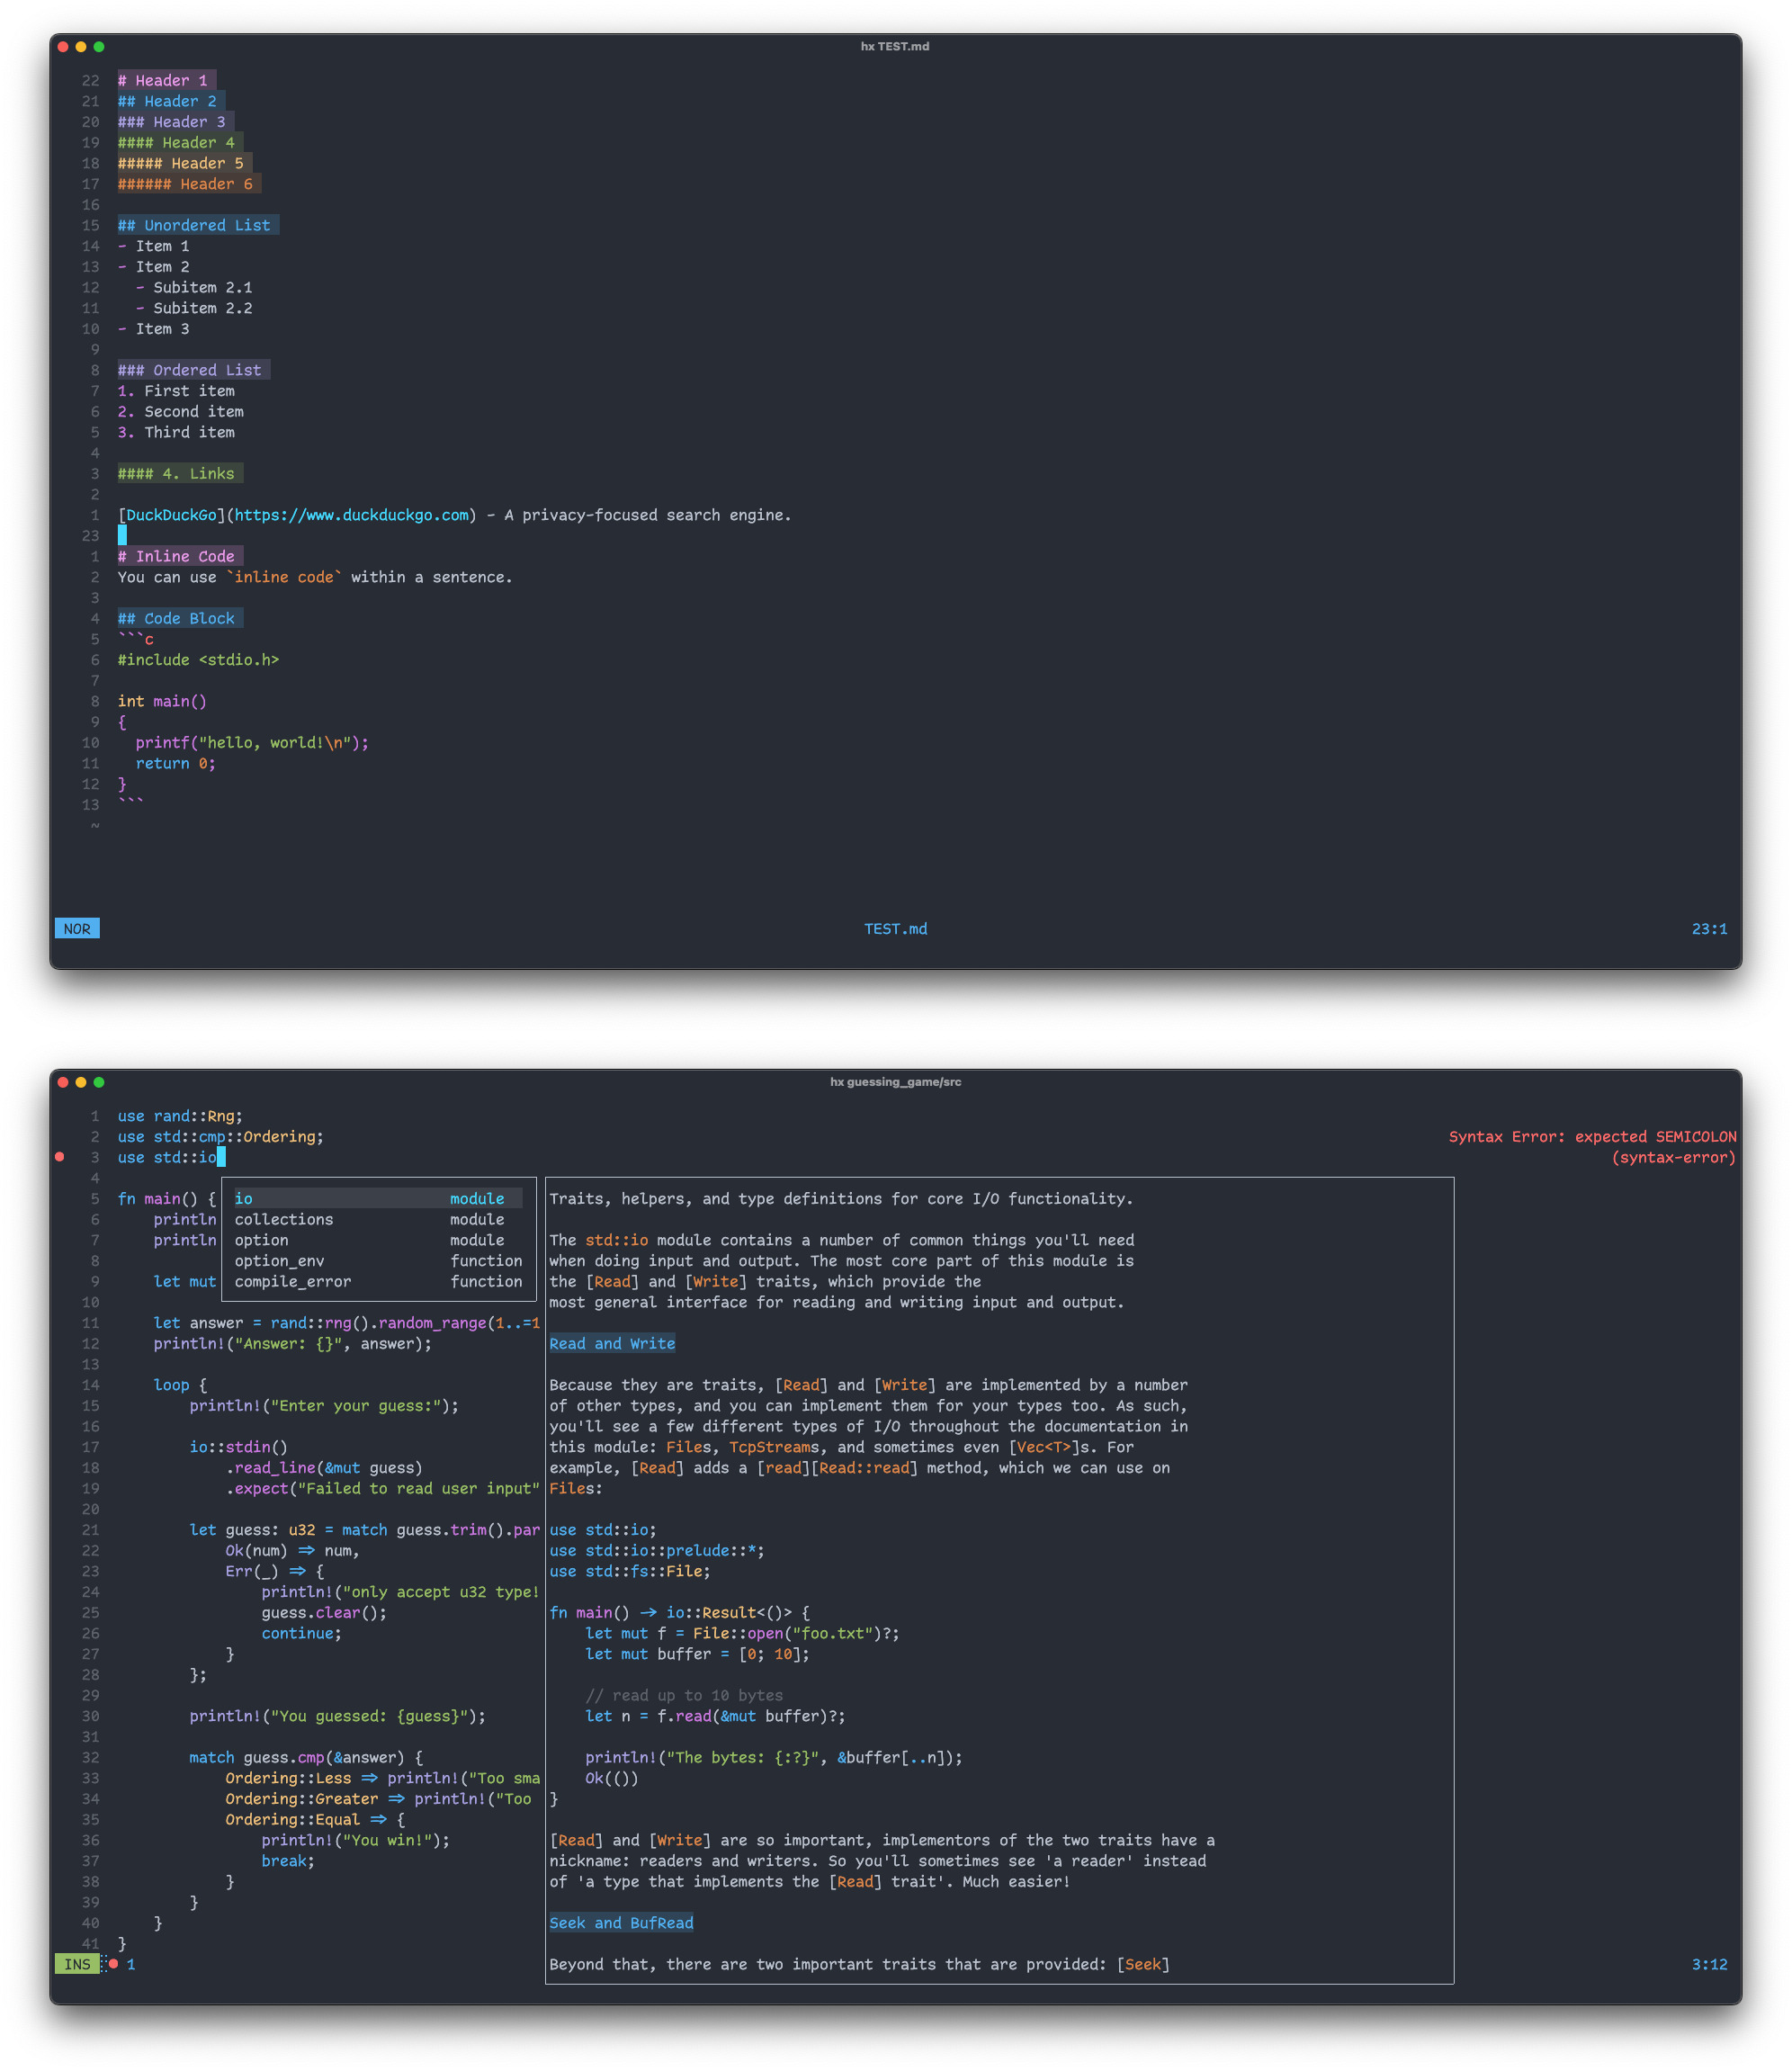 hx TEST.md
22 # Header 1
21 ## Header 2
20 ### Header 3
19 #### Header 4
18 ##### Header 5
17 ###### Header 6
16
15 ## Unordered List
14 - Item 1
13 - Item 2
12   - Subitem 2.1
11   - Subitem 2.2
10 - Item 3
9
8 ### Ordered List
7 1. First item
6 2. Second item
5 3. Third item
4
3 #### 4. Links
2
1 [DuckDuckGo](https://www.duckduckgo.com) - A privacy-focused search engine.
23
1 # Inline Code
2 You can use `inline code` within a sentence.
3
4 ## Code Block
5 ```c
6 #include <stdio.h>
7
8 int main()
9 {
10   printf("hello, world!\n");
11   return 0;
12 }
13 ```
~
NOR TEST.md 23:1
hx guessing_game/src
1 use rand::Rng;
2 use std::cmp::Ordering;
3 use std::io
Syntax Error: expected SEMICOLON
(syntax-error)
4
5 fn main() {
6     println
7     println
8
9     let mut
10
11     let answer = rand::rng().random_range(1..=1
12     println!("Answer: {}", answer);
13
14     loop {
15         println!("Enter your guess:");
16
17         io::stdin()
18             .read_line(&mut guess)
19             .expect("Failed to read user input"
20
21         let guess: u32 = match guess.trim().par
22             Ok(num) => num,
23             Err(_) => {
24                 println!("only accept u32 type!
25                 guess.clear();
26                 continue;
27             }
28         };
29
30         println!("You guessed: {guess}");
31
32         match guess.cmp(&answer) {
33             Ordering::Less => println!("Too sma
34             Ordering::Greater => println!("Too
35             Ordering::Equal => {
36                 println!("You win!");
37                 break;
38             }
39         }
40     }
41 }
io module
collections module
option module
option_env function
compile_error function
Traits, helpers, and type definitions for core I/O functionality.
The std::io module contains a number of common things you'll need
when doing input and output. The most core part of this module is
the [Read] and [Write] traits, which provide the
most general interface for reading and writing input and output.
Read and Write
Because they are traits, [Read] and [Write] are implemented by a number
of other types, and you can implement them for your types too. As such,
you'll see a few different types of I/O throughout the documentation in
this module: Files, TcpStreams, and sometimes even [Vec<T>]s. For
example, [Read] adds a [read][Read::read] method, which we can use on
Files:
use std::io;
use std::io::prelude::*;
use std::fs::File;
fn main() -> io::Result<()> {
    let mut f = File::open("foo.txt")?;
    let mut buffer = [0; 10];
    // read up to 10 bytes
    let n = f.read(&mut buffer)?;
    println!("The bytes: {:?}", &buffer[..n]);
    Ok(())
}
[Read] and [Write] are so important, implementors of the two traits have a
nickname: readers and writers. So you'll sometimes see 'a reader' instead
of 'a type that implements the [Read] trait'. Much easier!
Seek and BufRead
Beyond that, there are two important traits that are provided: [Seek]
INS 1 3:12